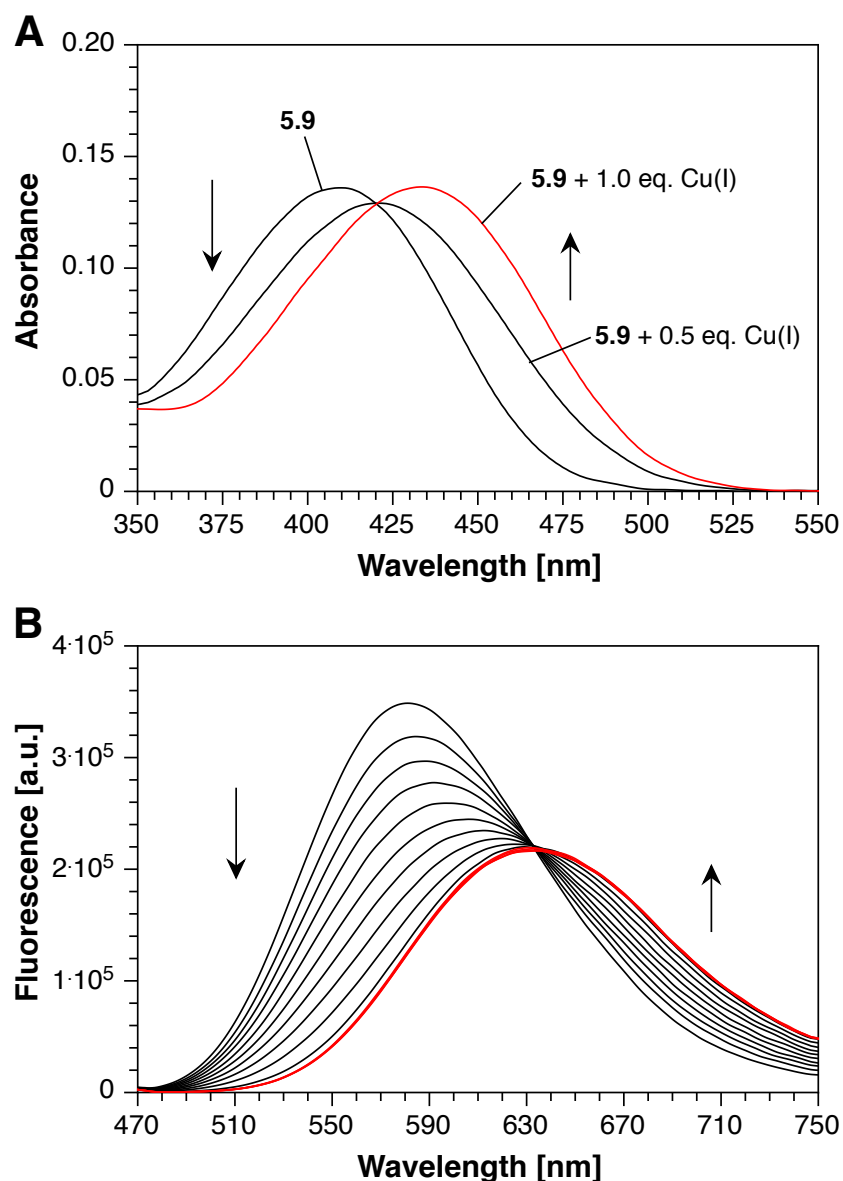 A
0.20
0.15
0.10
0.05
0
Absorbance
5.9
5.9 + 1.0 eq. Cu(I)
5.9 + 0.5 eq. Cu(I)
350 375 400 425 450 475 500 525 550
Wavelength [nm]
B
4·10⁵
3·10⁵
2·10⁵
1·10⁵
0
Fluorescence [a.u.]
470 510 550 590 630 670 710 750
Wavelength [nm]